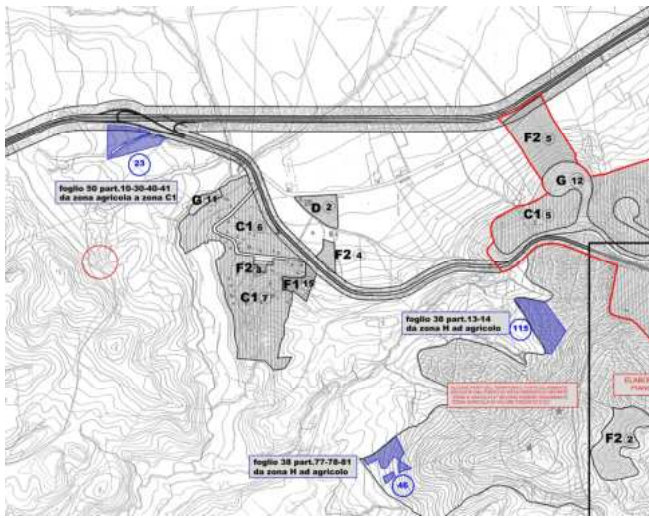 F2 5
23
foglio 50 part.10-30-40-41
da zona agricola a zona C1
G 11
D 2
G 12
C1 5
C1 6
F2 4
F2 3
F1 15
C1 7
foglio 38 part.13-14
da zona H ad agricolo
115
F2 2
foglio 38 part.77-78-81
da zona H ad agricolo
46